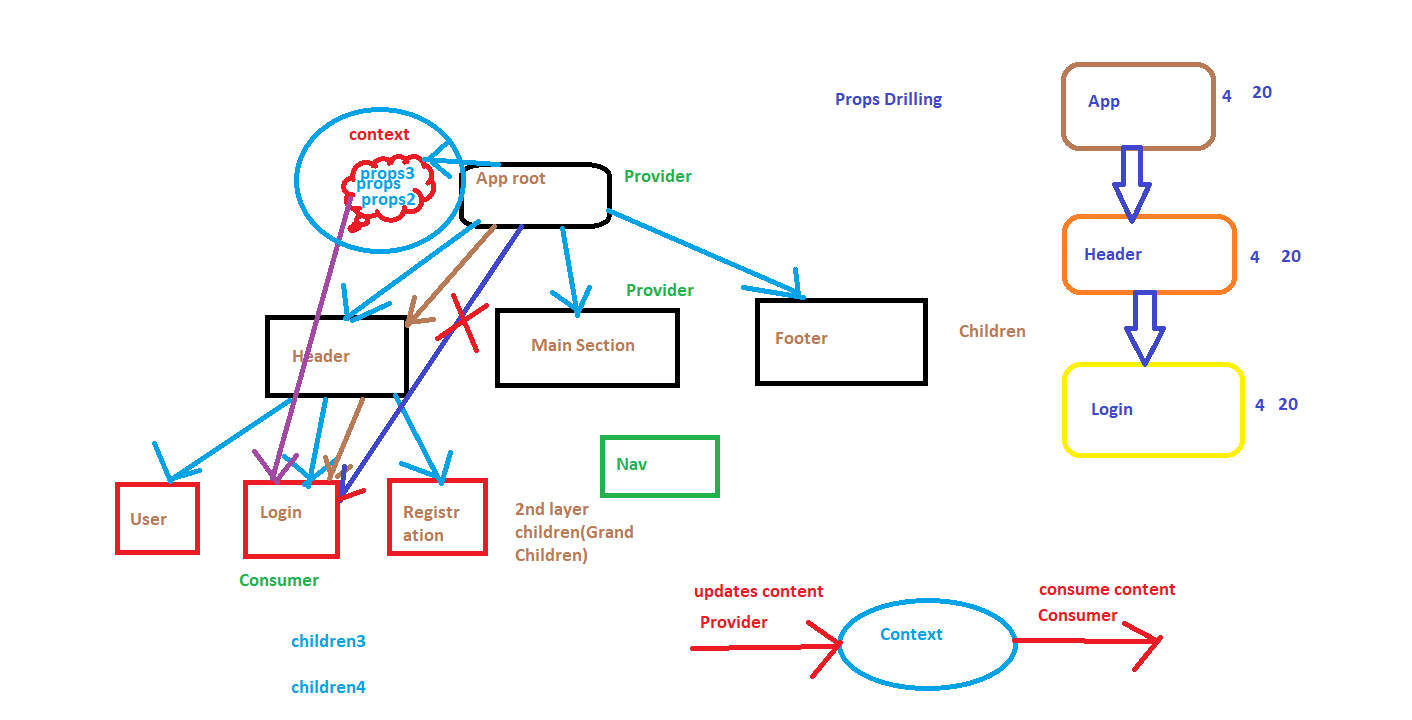 Props Drilling
App
4 20
context
props3
props
props2
App root
Provider
Header
4 20
Provider
Header
Main Section
Footer
Children
Login
4 20
Nav
User
Login
Registr
ation
2nd layer
children(Grand
Children)
Consumer
updates content
Provider
Context
consume content
Consumer
children3
children4